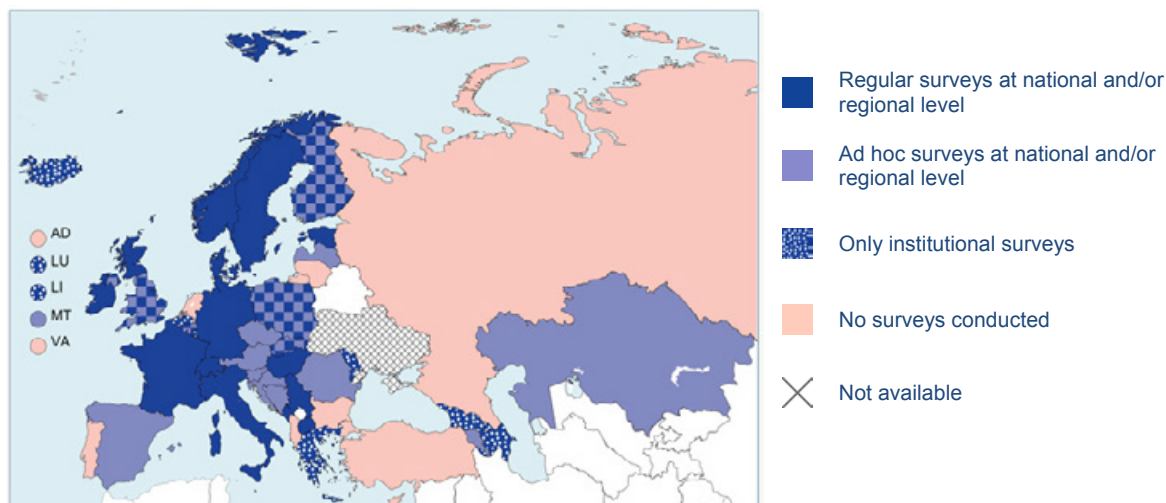 AD
LU
LI
MT
VA
Regular surveys at national and/or
regional level
Ad hoc surveys at national and/or
regional level
Only institutional surveys
No surveys conducted
Not available